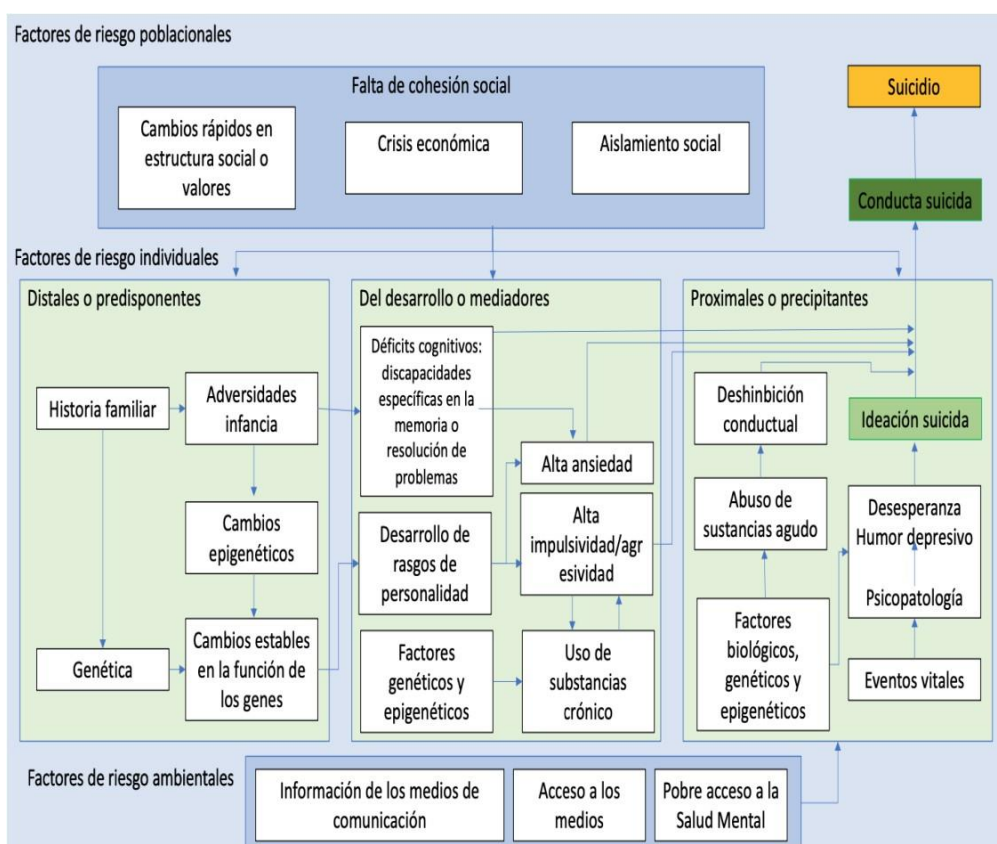 Factores de riesgo poblacionales
Falta de cohesión social
Cambios rápidos en
estructura social o
valores
Crisis económica
Aislamiento social
Suicidio
Conducta suicida
Factores de riesgo individuales
Distales o predisponentes
Historia familiar
Adversidades
infancia
Cambios
epigenéticos
Genética
Cambios estables
en la función de
los genes
Del desarrollo o mediadores
Déficits cognitivos:
discapacidades
específicas en la
memoria o
resolución de
problemas
Alta ansiedad
Desarrollo de
rasgos de
personalidad
Alta
impulsividad/agr
esividad
Factores
genéticos y
epigenéticos
Uso de
substancias
crónico
Proximales o precipitantes
Deshinbición
conductual
Ideación suicida
Abuso de
sustancias agudo
Desesperanza
Humor depresivo
Psicopatología
Factores
biológicos,
genéticos y
epigenéticos
Eventos vitales
Factores de riesgo ambientales
Información de los medios de
comunicación
Acceso a los
medios
Pobre acceso a la
Salud Mental